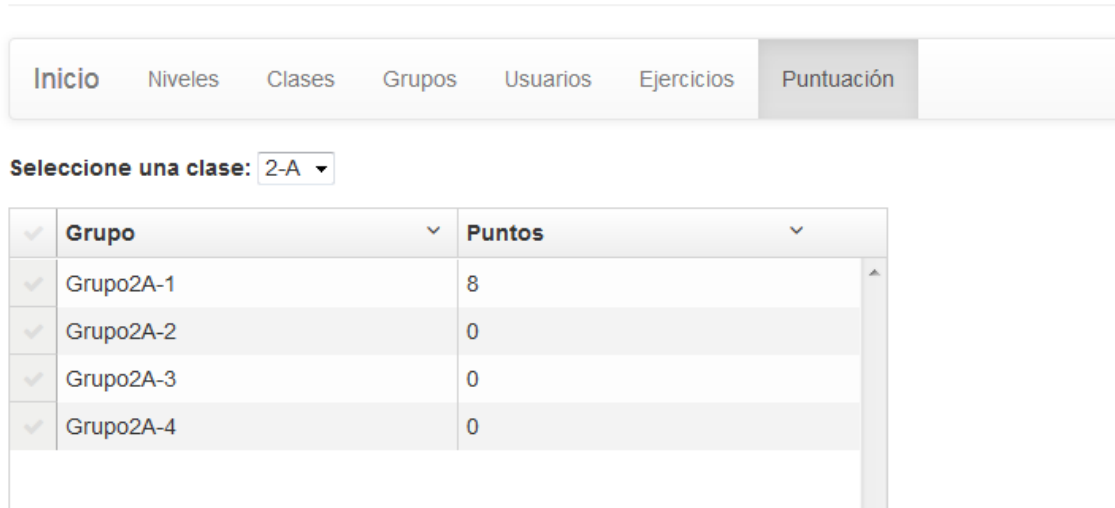 Inicio Niveles Clases Grupos Usuarios Ejercicios Puntuación
Seleccione una clase: 2-A
Grupo Puntos
Grupo2A-1 8
Grupo2A-2 0
Grupo2A-3 0
Grupo2A-4 0